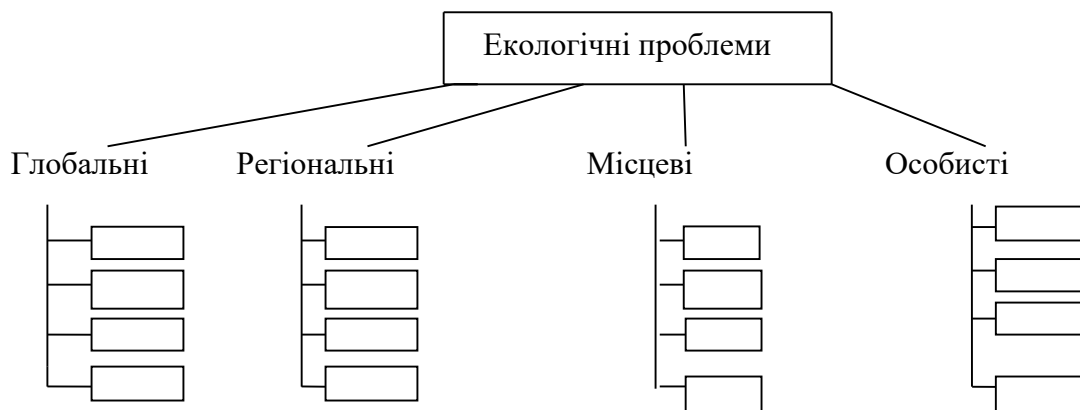 Екологічні проблеми
Глобальні Регіональні Місцеві Особисті